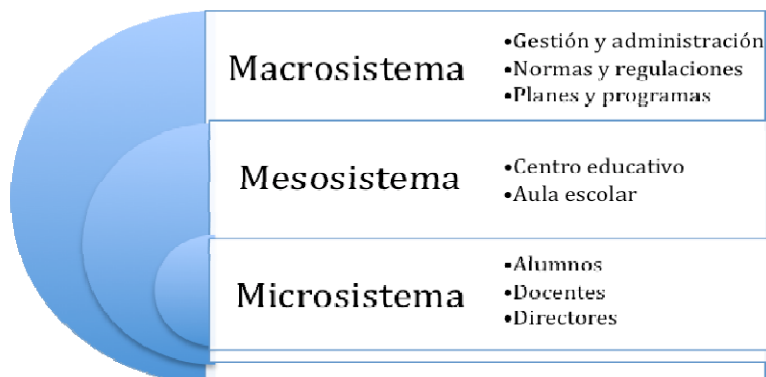 Macrosistema
•Gestión y administración
•Normas y regulaciones
•Planes y programas
Mesosistema
•Centro educativo
•Aula escolar
Microsistema
•Alumnos
•Docentes
•Directores